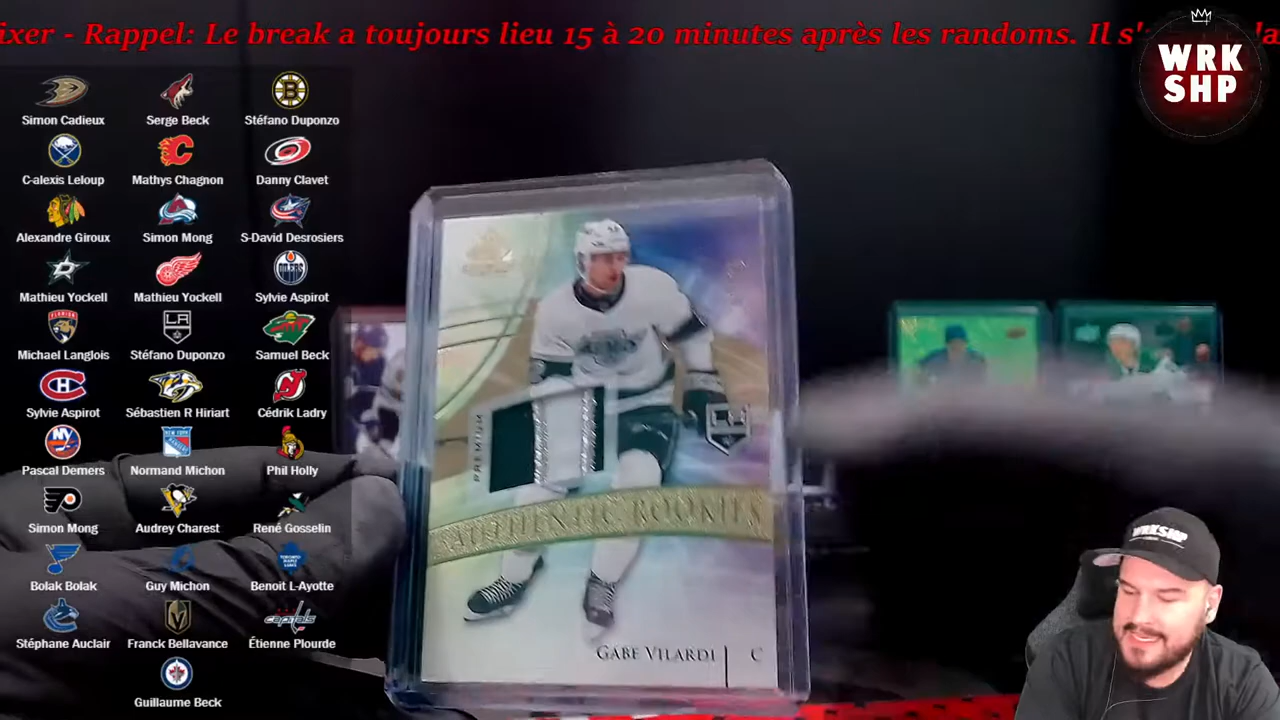 ixer - Rappel: Le break a toujours lieu 15 à 20 minutes après les randoms. Il s'
WRK
SHP
Simon Cadieux
Serge Beck
Stéfano Duponzo
C-alexis Leloup
Mathys Chagnon
Danny Clavet
Alexandre Giroux
Simon Mong
S-David Desrosiers
Mathieu Yockell
Mathieu Yockell
Sylvie Aspirot
Michael Langlois
Stéfano Duponzo
Samuel Beck
Sylvie Aspirot
Sébastien R Hiriart
Cédrik Ladry
Pascal Demers
Normand Michon
Phil Holly
Simon Mong
Audrey Charest
René Gosselin
Bolak Bolak
Guy Michon
Benoit L-Ayotte
Stéphane Auclair
Franck Bellavance
Étienne Plourde
Guillaume Beck
PREMIUM
AUTHENTIC ROOKIES
GABE VILARDI C
WRKSHP